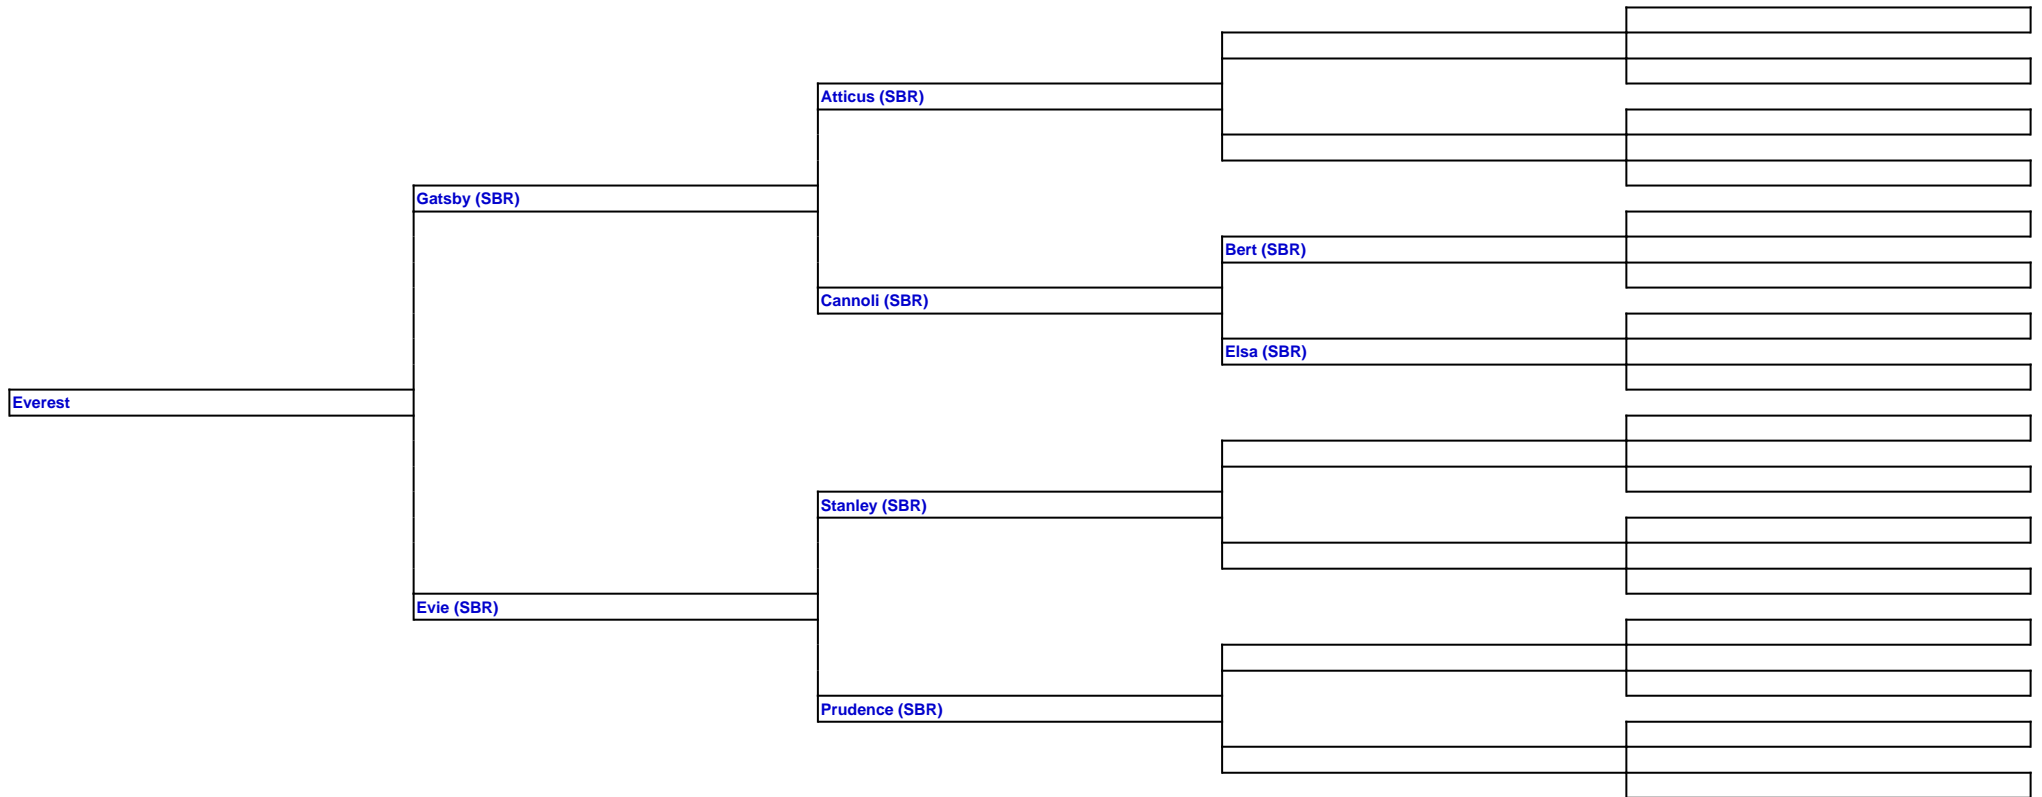 Atticus (SBR)
Gatsby (SBR)
Bert (SBR)
Cannoli (SBR)
Elsa (SBR)
Everest
Stanley (SBR)
Evie (SBR)
Prudence (SBR)